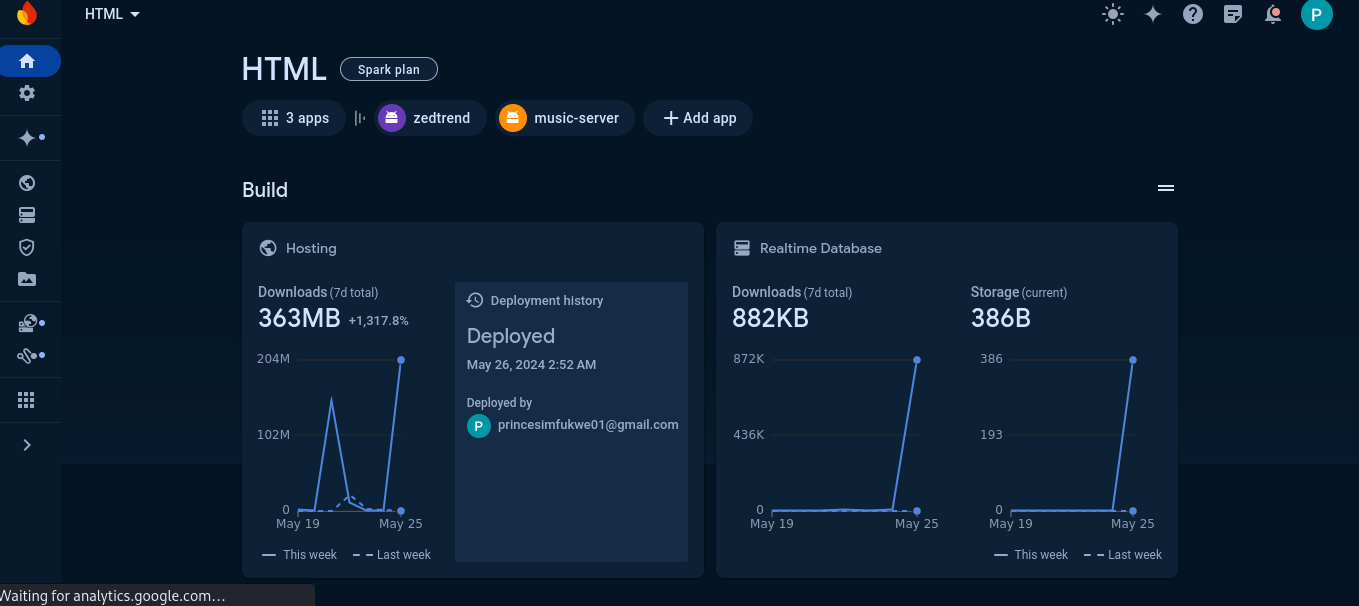 HTML
P
HTML
Spark plan
3 apps
zedtrend
music-server
Add app
Build
Hosting
Downloads (7d total)
363MB +1,317.8%
204M
102M
0
May 19
May 25
This week
Last week
Deployment history
Deployed
May 26, 2024 2:52 AM
Deployed by
P princesimfukwe01@gmail.com
Realtime Database
Downloads (7d total)
882KB
872K
436K
0
May 19
May 25
Storage (current)
386B
386
193
0
May 19
May 25
This week
Last week
Waiting for analytics.google.com…